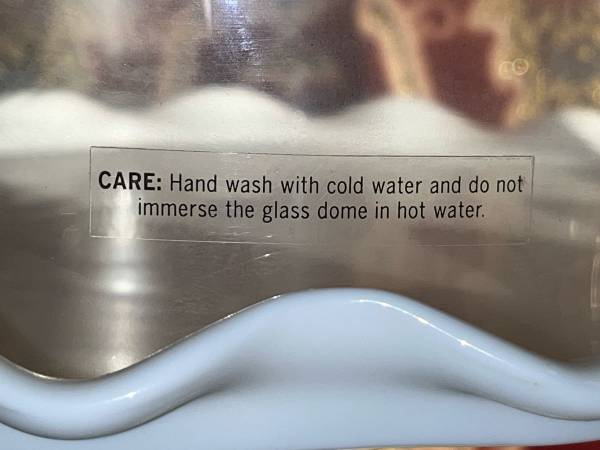 CARE: Hand wash with cold water and do not
immerse the glass dome in hot water.